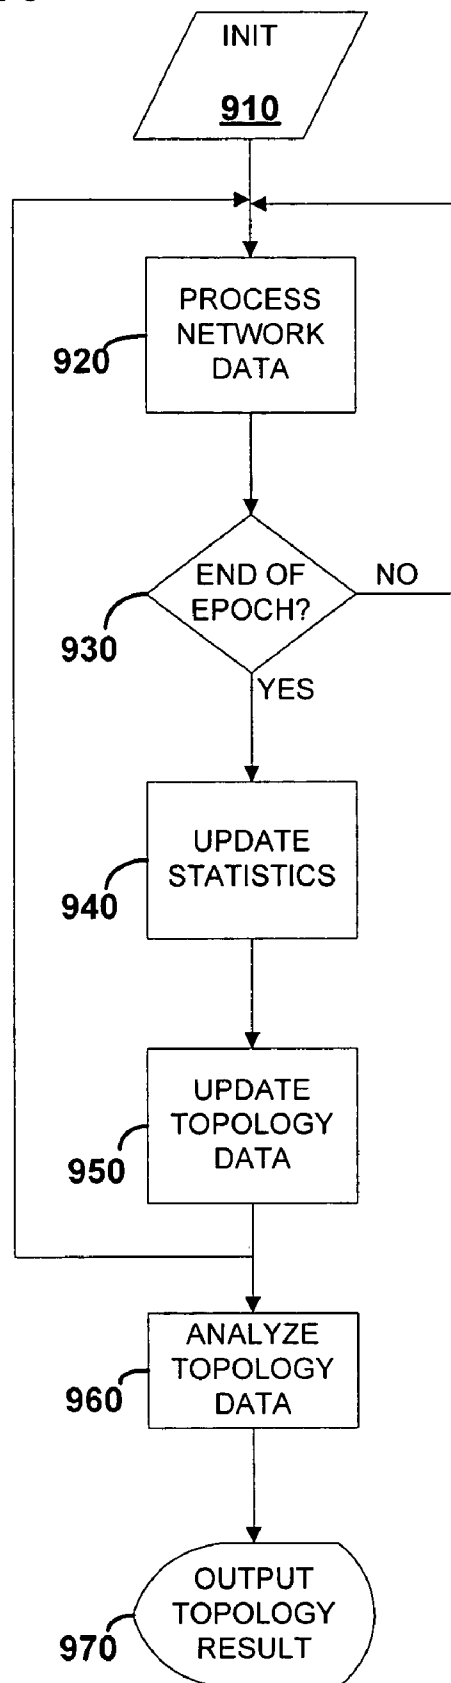 INIT
910
PROCESS
NETWORK
DATA
920
END OF
EPOCH?
NO
930
YES
UPDATE
STATISTICS
940
UPDATE
TOPOLOGY
DATA
950
ANALYZE
TOPOLOGY
DATA
960
OUTPUT
TOPOLOGY
RESULT
970